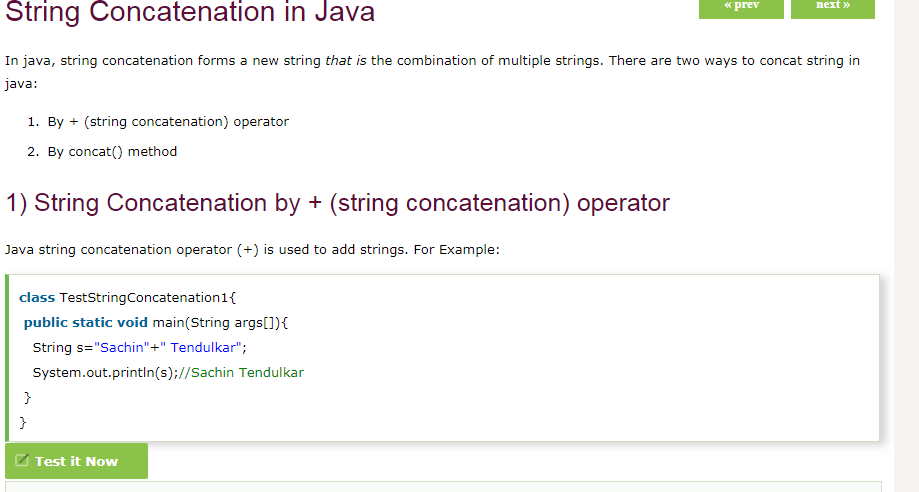 String Concatenation in Java
« prev
next »
In java, string concatenation forms a new string that is the combination of multiple strings. There are two ways to concat string in
java:
1. By + (string concatenation) operator
2. By concat() method
1) String Concatenation by + (string concatenation) operator
Java string concatenation operator (+) is used to add strings. For Example:
class TestStringConcatenation1{
public static void main(String args[]){
String s="Sachin"+" Tendulkar";
System.out.println(s);//Sachin Tendulkar
}
}
Test it Now